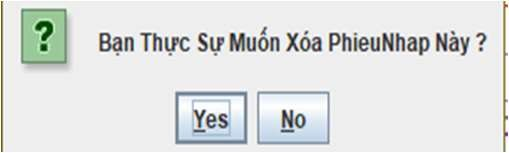 ?
Bạn Thực Sự Muốn Xóa PhieuNhap Này ?
Yes No